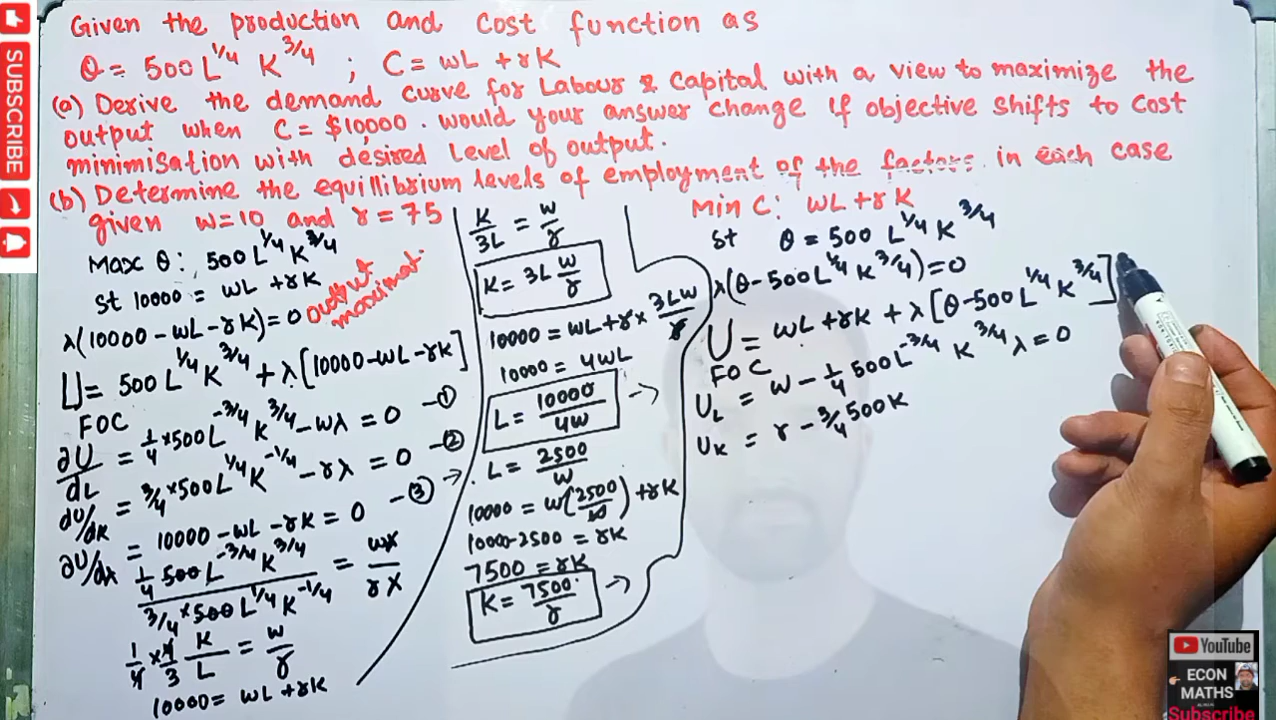 Given the production and cost function as
Q = 500 L^1/4 K^3/4 ; C = wL + rK
(a) Derive the demand curve for Labour & Capital with a view to maximize the
output when C = $10,000. would your answer change if objective shifts to cost
minimisation with desired level of output.
(b) Determine the equillibrium levels of employment of the factors in each case
given w=10 and r=75
Max Q: 500 L^1/4 K^3/4
st 10000 = wL + rK
output maximat.
λ(10000 - wL - rK) = 0
U = 500 L^1/4 K^3/4 + λ[10000 - wL - rK]
FOC
∂U/dL = 1/4 × 500 L^-3/4 K^3/4 - wλ = 0 —①
∂U/dK = 3/4 × 500 L^1/4 K^-1/4 - rλ = 0 —②
∂U/dλ = 10000 - wL - rK = 0 —③ →
1/4 500 L^-3/4 K^3/4 / 3/4 × 500 L^1/4 K^-1/4 = wλ / rλ
1/4 × 4/3 K/L = w/r
10000 = wL + rK
K/3L = w/r
K = 3L w/r
10000 = wL + r × 3Lw/r
10000 = 4wL
L = 10000/4w →
L = 2500/w
10000 = w(2500/w) + rK
10000 - 2500 = rK
7500 = rK
K = 7500/r →
Min C: wL + rK
st Q = 500 L^1/4 K^3/4
λ(Q - 500 L^1/4 K^3/4) = 0
U = wL + rK + λ[Q - 500 L^1/4 K^3/4]
FOC
U_L = w - 1/4 500 L^-3/4 K^3/4 λ = 0
U_K = r - 3/4 500 K
SUBSCRIBE
YouTube
ECON
MATHS
Subscribe